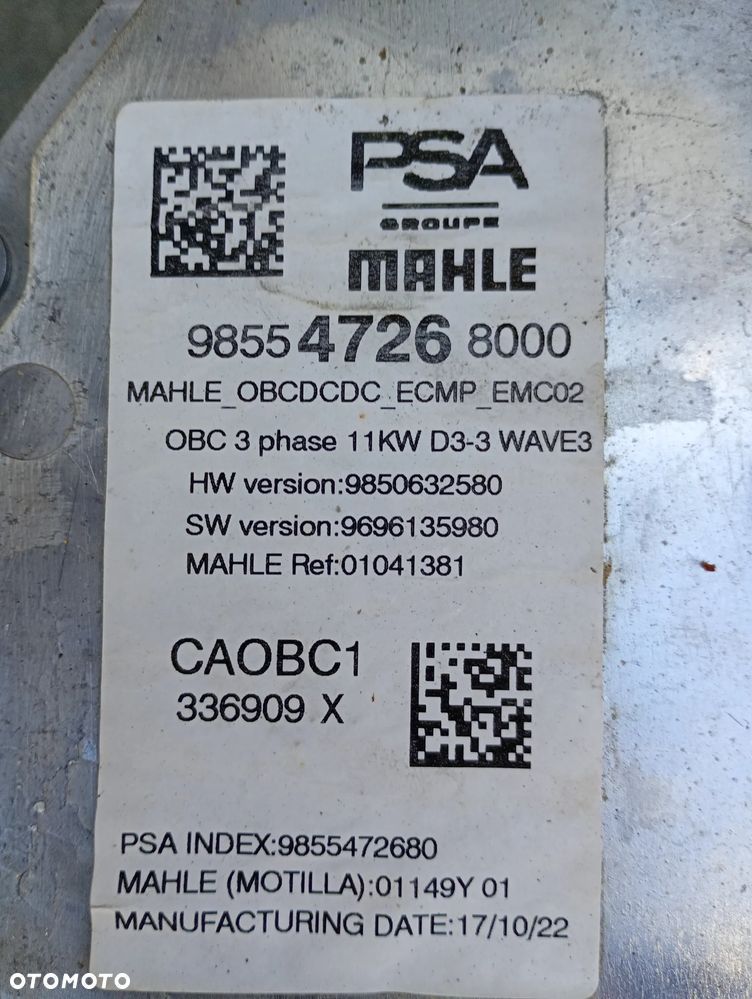 PSA
GROUPE
MAHLE
98554 4726 8000
MAHLE_OBCDCDC_ECMP_EMC02
OBC 3 phase 11KW D3-3 WAVE3
HW version:9850632580
SW version:9696135980
MAHLE Ref:01041381
CAOBC1
336909 X
PSA INDEX:9855472680
MAHLE (MOTILLA):01149Y 01
MANUFACTURING DATE:17/10/22
OTOMOTO